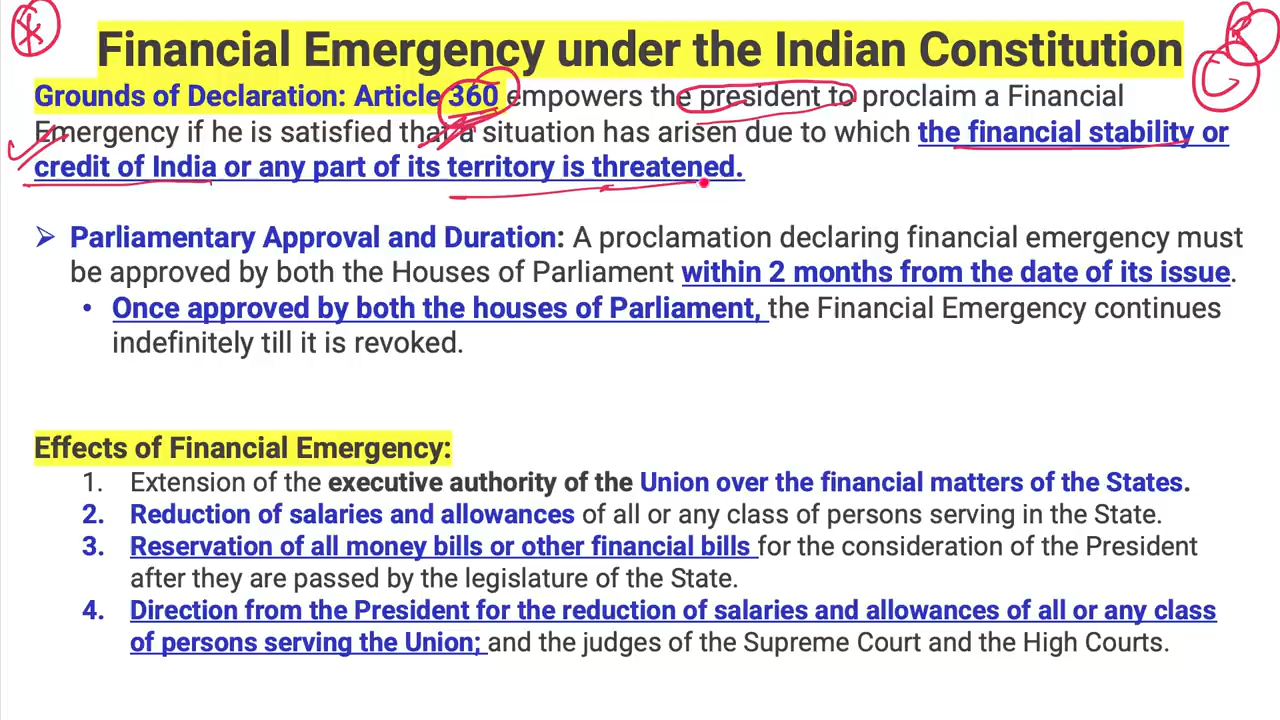 Financial Emergency under the Indian Constitution
Grounds of Declaration: Article 360 empowers the president to proclaim a Financial
Emergency if he is satisfied that a situation has arisen due to which the financial stability or
credit of India or any part of its territory is threatened.
➢ Parliamentary Approval and Duration: A proclamation declaring financial emergency must
be approved by both the Houses of Parliament within 2 months from the date of its issue.
• Once approved by both the houses of Parliament, the Financial Emergency continues
indefinitely till it is revoked.
Effects of Financial Emergency:
1. Extension of the executive authority of the Union over the financial matters of the States.
2. Reduction of salaries and allowances of all or any class of persons serving in the State.
3. Reservation of all money bills or other financial bills for the consideration of the President
after they are passed by the legislature of the State.
4. Direction from the President for the reduction of salaries and allowances of all or any class
of persons serving the Union; and the judges of the Supreme Court and the High Courts.